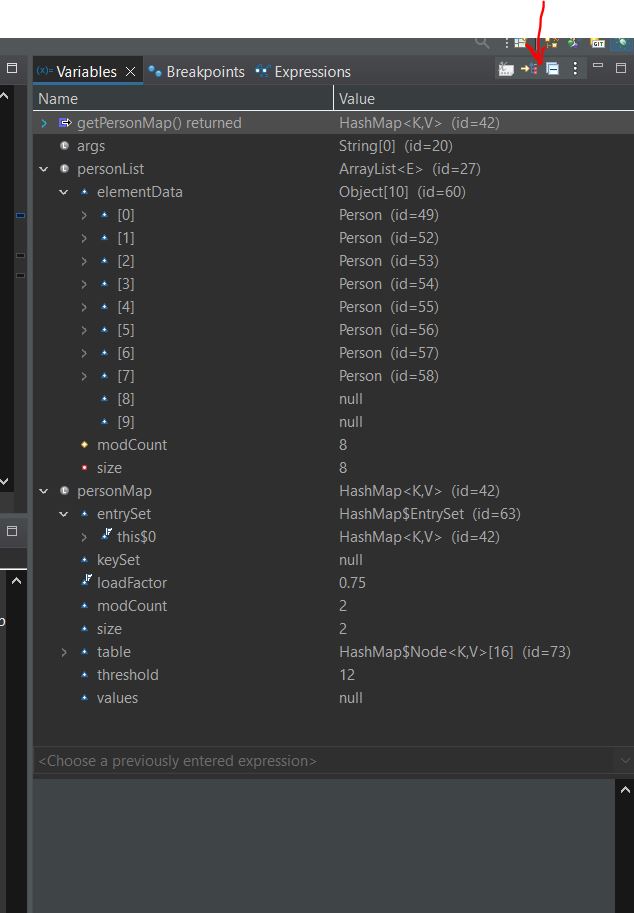 GIT
(x)= Variables Breakpoints Expressions
Name Value
getPersonMap() returned HashMap<K,V> (id=42)
args String[0] (id=20)
personList ArrayList<E> (id=27)
elementData Object[10] (id=60)
[0] Person (id=49)
[1] Person (id=52)
[2] Person (id=53)
[3] Person (id=54)
[4] Person (id=55)
[5] Person (id=56)
[6] Person (id=57)
[7] Person (id=58)
[8] null
[9] null
modCount 8
size 8
personMap HashMap<K,V> (id=42)
entrySet HashMap$EntrySet (id=63)
this$0 HashMap<K,V> (id=42)
keySet null
loadFactor 0.75
modCount 2
size 2
table HashMap$Node<K,V>[16] (id=73)
threshold 12
values null
<Choose a previously entered expression>